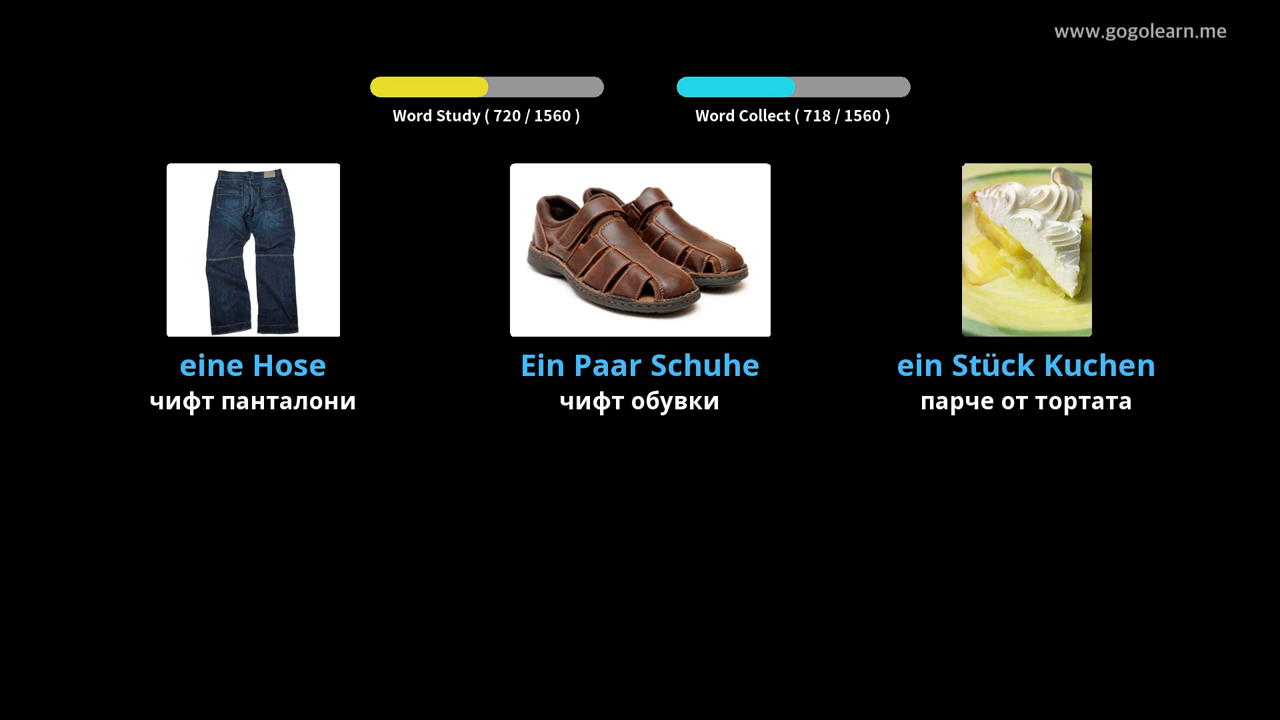 www.gogolearn.me
Word Study ( 720 / 1560 )
Word Collect ( 718 / 1560 )
eine Hose
чифт панталони
Ein Paar Schuhe
чифт обувки
ein Stück Kuchen
парче от тортата